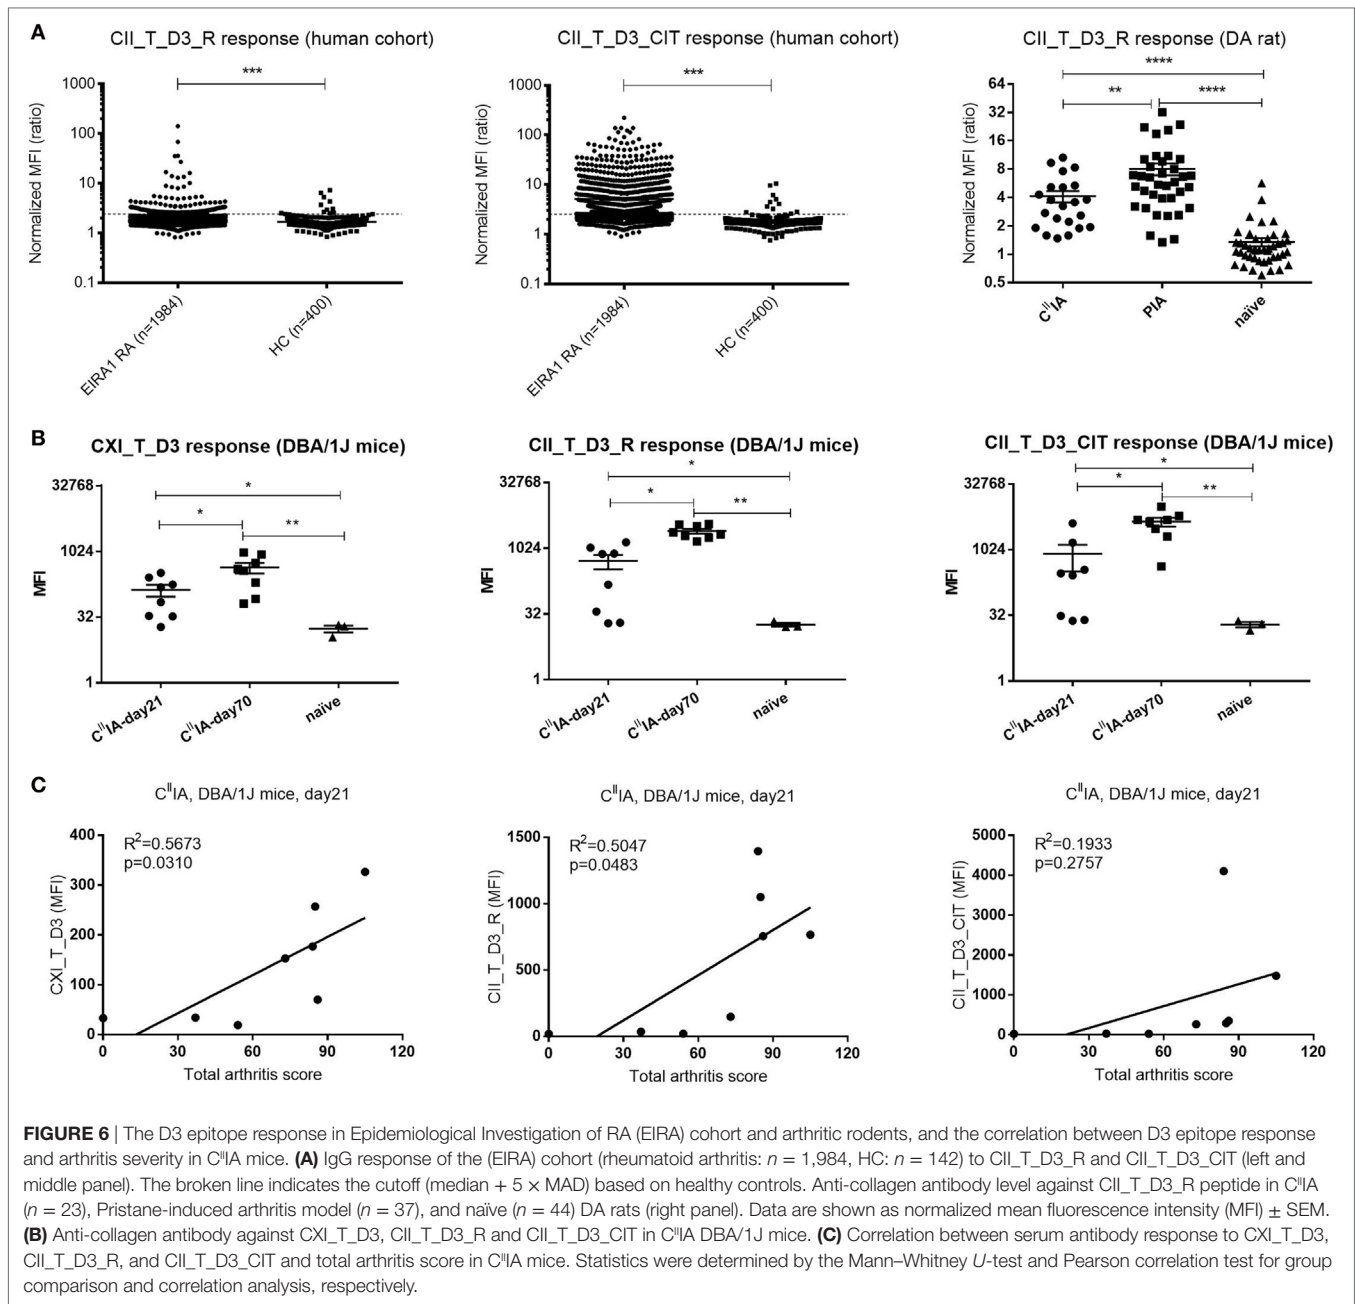 A
CII_T_D3_R response (human cohort)
CII_T_D3_CIT response (human cohort)
CII_T_D3_R response (DA rat)
Normalized MFI (ratio)
1000
100
10
1
0.1
***
EIRA1 RA (n=1984)
HC (n=400)
Normalized MFI (ratio)
1000
100
10
1
0.1
***
EIRA1 RA (n=1984)
HC (n=400)
Normalized MFI (ratio)
64
32
16
8
4
2
1
0.5
****
**
****
CᴵᴵIA
PIA
naïve
B
CXI_T_D3 response (DBA/1J mice)
CII_T_D3_R response (DBA/1J mice)
CII_T_D3_CIT response (DBA/1J mice)
MFI
32768
1024
32
1
*
*
**
CᴵᴵIA-day21
CᴵᴵIA-day70
naïve
MFI
32768
1024
32
1
*
*
**
CᴵᴵIA-day21
CᴵᴵIA-day70
naïve
MFI
32768
1024
32
1
*
*
**
CᴵᴵIA-day21
CᴵᴵIA-day70
naïve
C
CᴵᴵIA, DBA/1J mice, day21
CᴵᴵIA, DBA/1J mice, day21
CᴵᴵIA, DBA/1J mice, day21
CXI_T_D3 (MFI)
400
300
200
100
0
R²=0.5673
p=0.0310
0 30 60 90 120
Total arthritis score
CII_T_D3_R (MFI)
1500
1000
500
0
R²=0.5047
p=0.0483
0 30 60 90 120
Total arthritis score
CII_T_D3_CIT (MFI)
5000
4000
3000
2000
1000
0
R²=0.1933
p=0.2757
0 30 60 90 120
Total arthritis score
FIGURE 6 | The D3 epitope response in Epidemiological Investigation of RA (EIRA) cohort and arthritic rodents, and the correlation between D3 epitope response
and arthritis severity in CᴵᴵIA mice. (A) IgG response of the (EIRA) cohort (rheumatoid arthritis: n = 1,984, HC: n = 142) to CII_T_D3_R and CII_T_D3_CIT (left and
middle panel). The broken line indicates the cutoff (median + 5 × MAD) based on healthy controls. Anti-collagen antibody level against CII_T_D3_R peptide in CᴵᴵIA
(n = 23), Pristane-induced arthritis model (n = 37), and naïve (n = 44) DA rats (right panel). Data are shown as normalized mean fluorescence intensity (MFI) ± SEM.
(B) Anti-collagen antibody against CXI_T_D3, CII_T_D3_R and CII_T_D3_CIT in CᴵᴵIA DBA/1J mice. (C) Correlation between serum antibody response to CXI_T_D3,
CII_T_D3_R, and CII_T_D3_CIT and total arthritis score in CᴵᴵIA mice. Statistics were determined by the Mann–Whitney U-test and Pearson correlation test for group
comparison and correlation analysis, respectively.